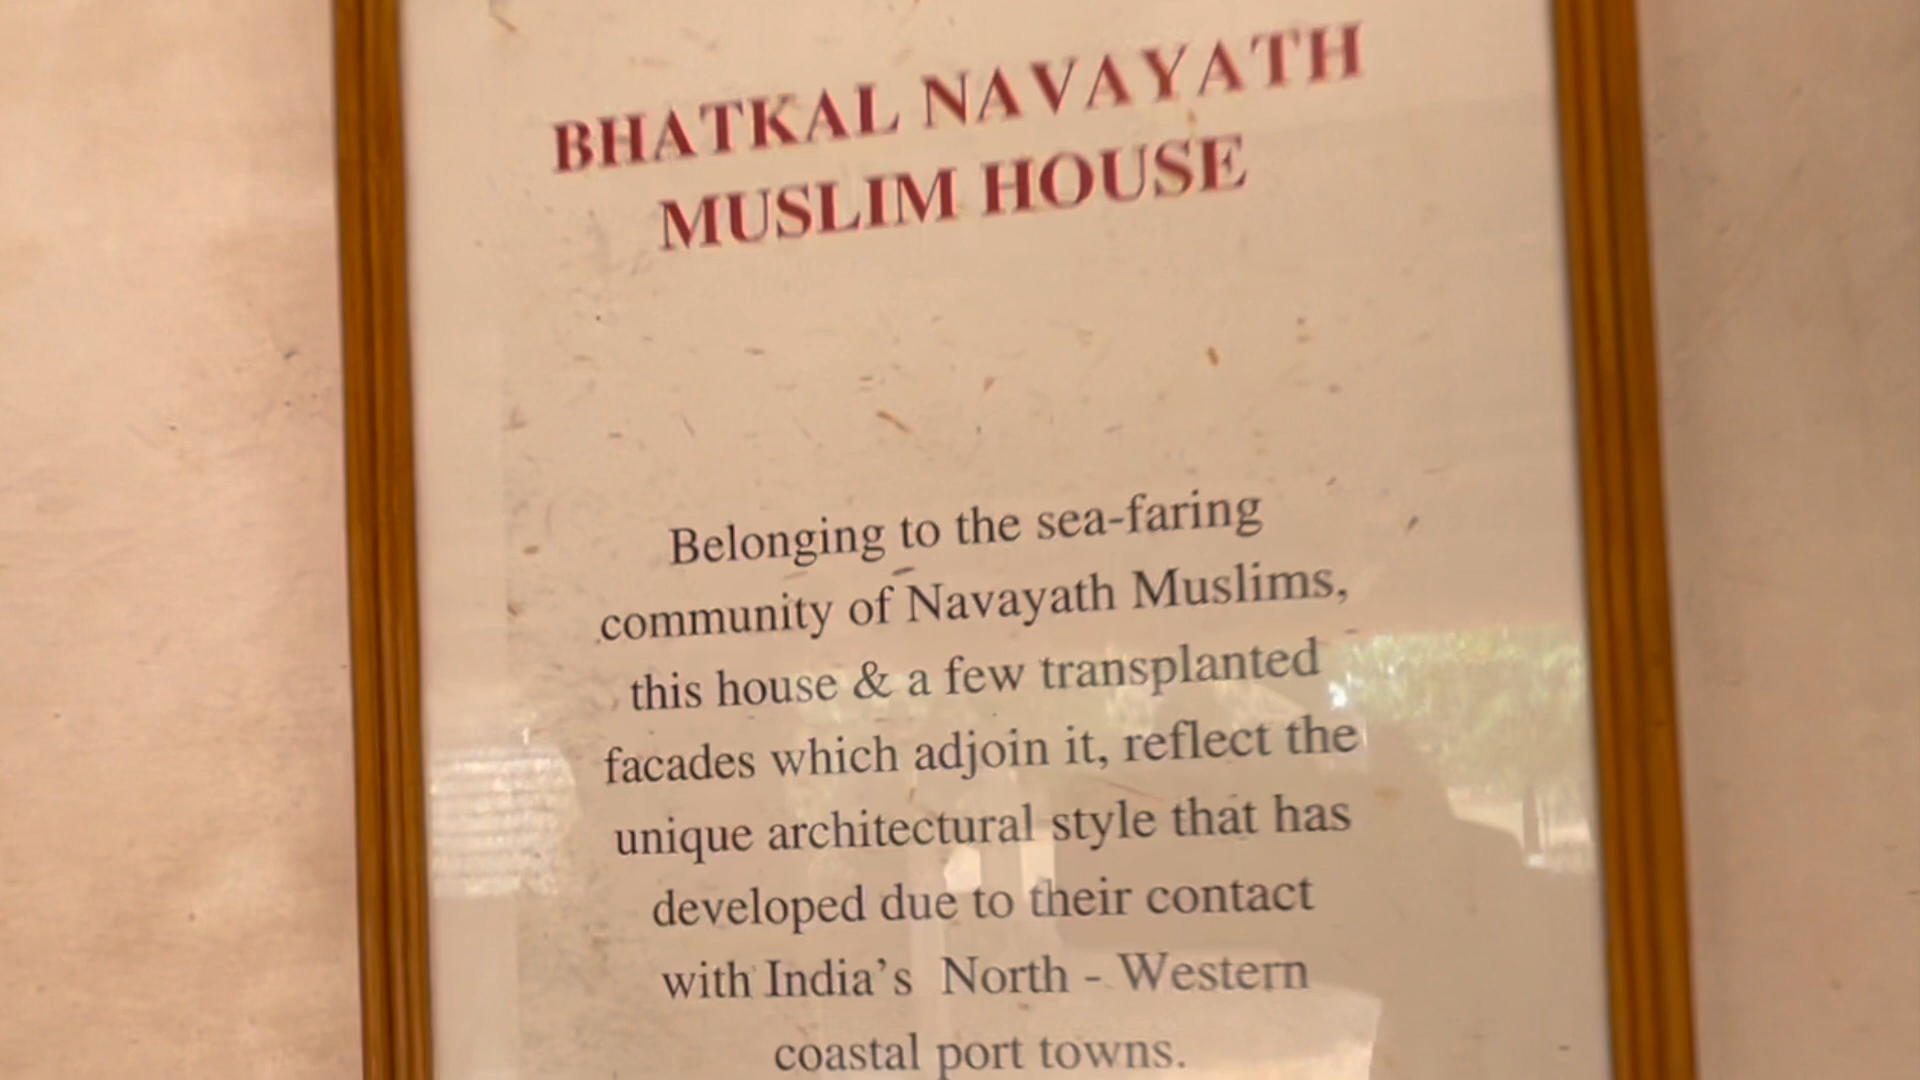 BHATKAL NAVAYATH
MUSLIM HOUSE
Belonging to the sea-faring
community of Navayath Muslims,
this house & a few transplanted
facades which adjoin it, reflect the
unique architectural style that has
developed due to their contact
with India’s North - Western
coastal port towns.